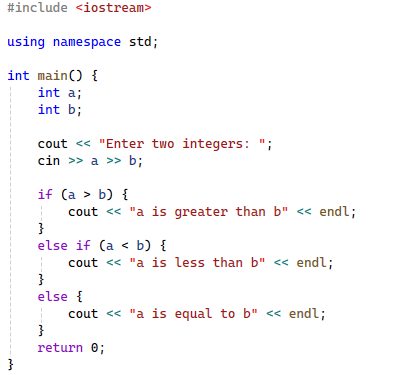 #include <iostream>
using namespace std;
int main() {
    int a;
    int b;
    cout << "Enter two integers: ";
    cin >> a >> b;
    if (a > b) {
        cout << "a is greater than b" << endl;
    }
    else if (a < b) {
        cout << "a is less than b" << endl;
    }
    else {
        cout << "a is equal to b" << endl;
    }
    return 0;
}